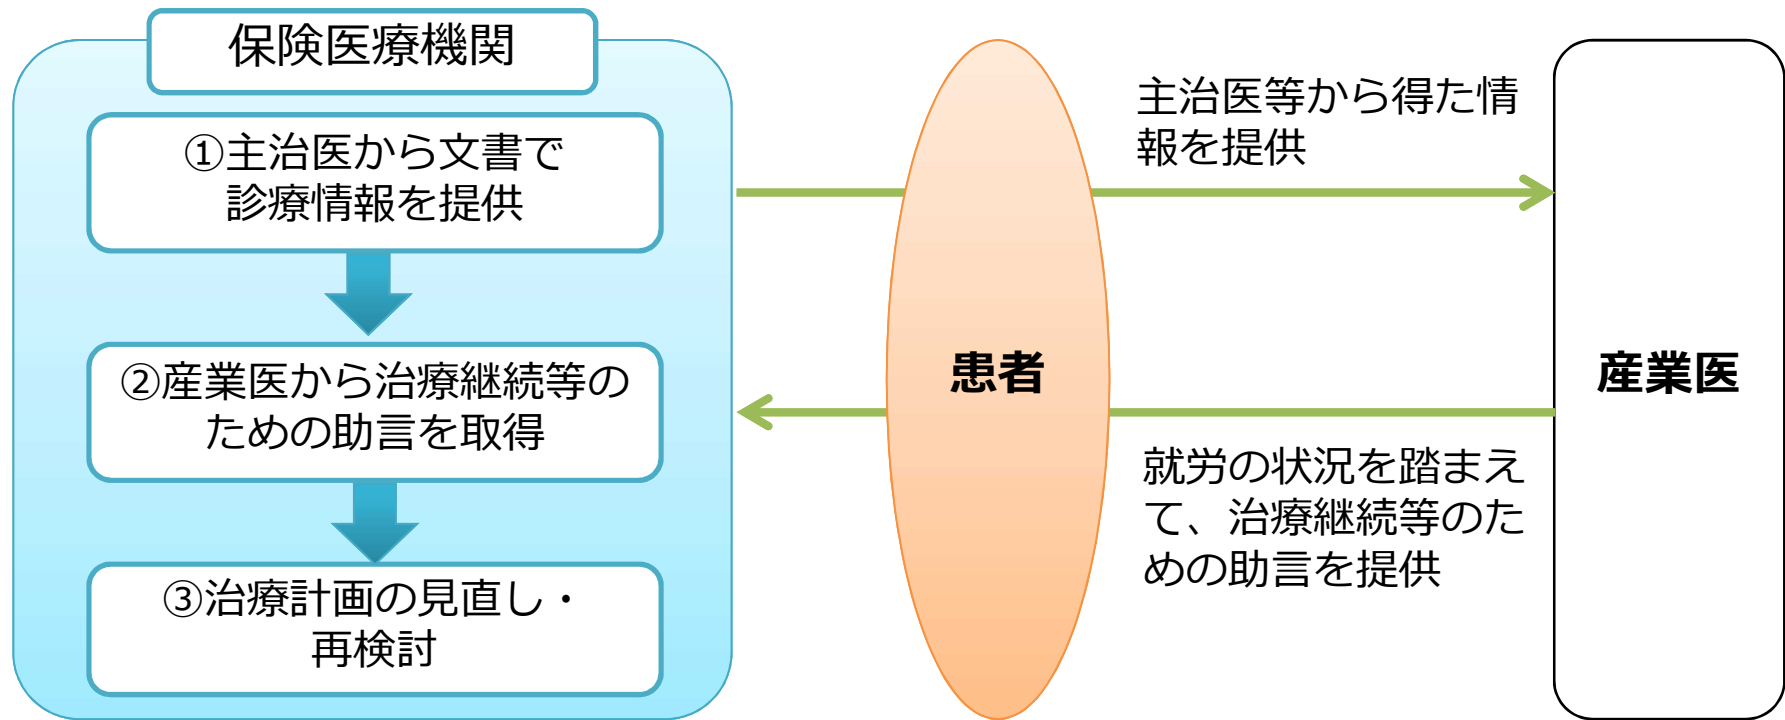 保険医療機関
①主治医から文書で
診療情報を提供
②産業医から治療継続等の
ための助言を取得
③治療計画の見直し・
再検討
患者
主治医等から得た情
報を提供
就労の状況を踏まえ
て、治療継続等のた
めの助言を提供
産業医